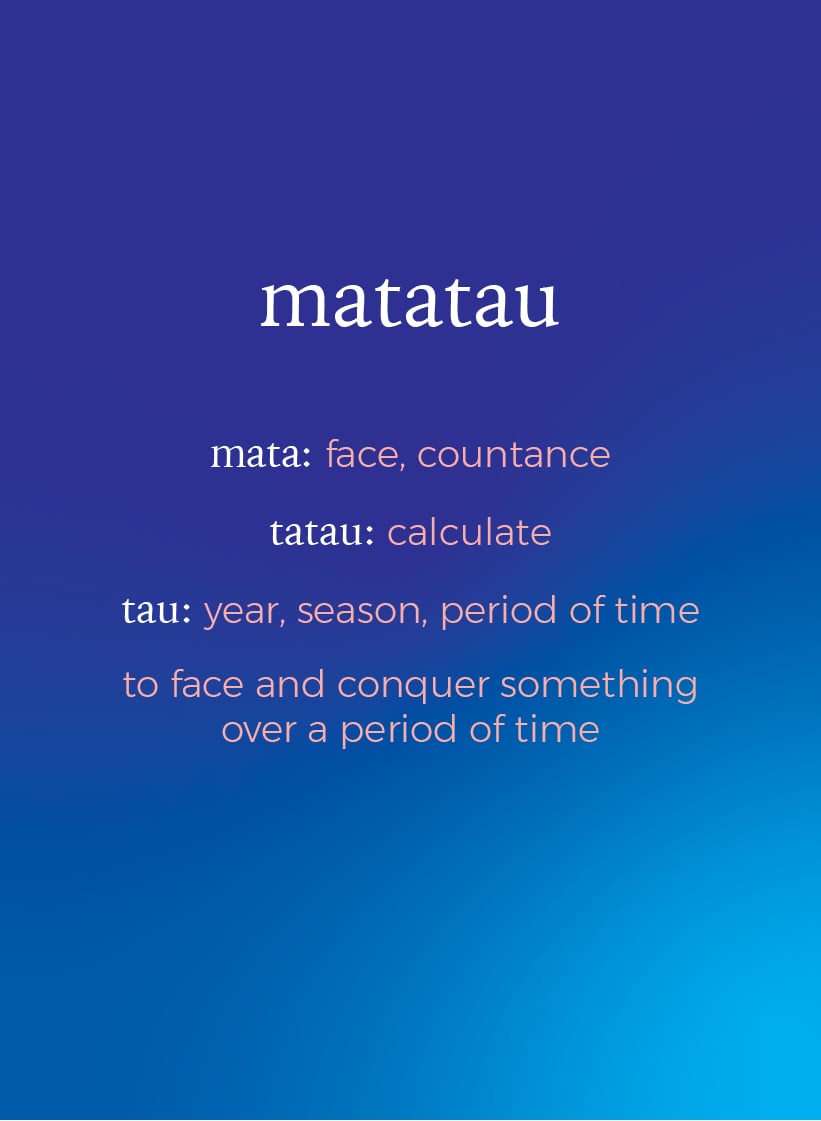 matatau
mata: face, countance
tatau: calculate
tau: year, season, period of time
to face and conquer something
over a period of time